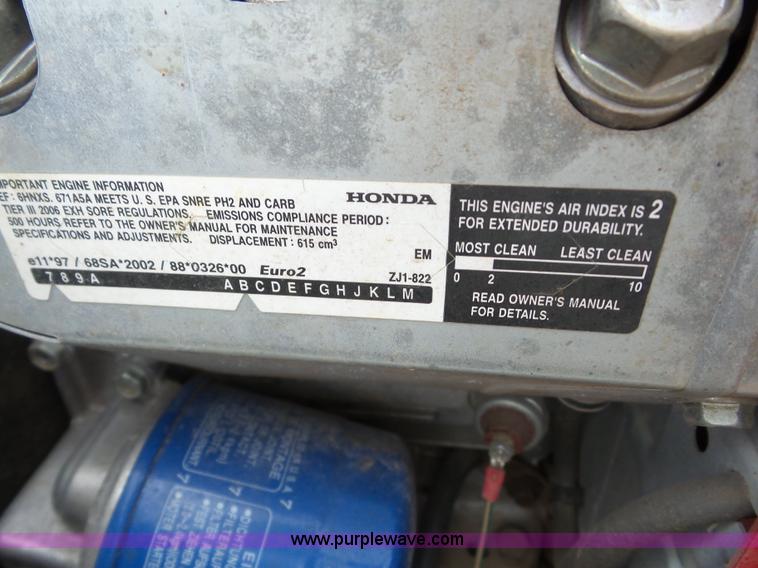 IMPORTANT ENGINE INFORMATION
EF: 6HNXS. 671A5A MEETS U. S. EPA SNRE PH2 AND CARB
TIER III 2006 EXH SORE REGULATIONS. EMISSIONS COMPLIANCE PERIOD:
500 HOURS REFER TO THE OWNER'S MANUAL FOR MAINTENANCE
SPECIFICATIONS AND ADJUSTMENTS. DISPLACEMENT: 615 cm³
HONDA
EM
e11*97 / 68SA*2002 / 88*0326*00 Euro2
ZJ1-822
7 8 9 A
A B C D E F G H J K L M
THIS ENGINE'S AIR INDEX IS 2
FOR EXTENDED DURABILITY.
MOST CLEAN LEAST CLEAN
0 2 10
READ OWNER'S MANUAL
FOR DETAILS.
www.purplewave.com